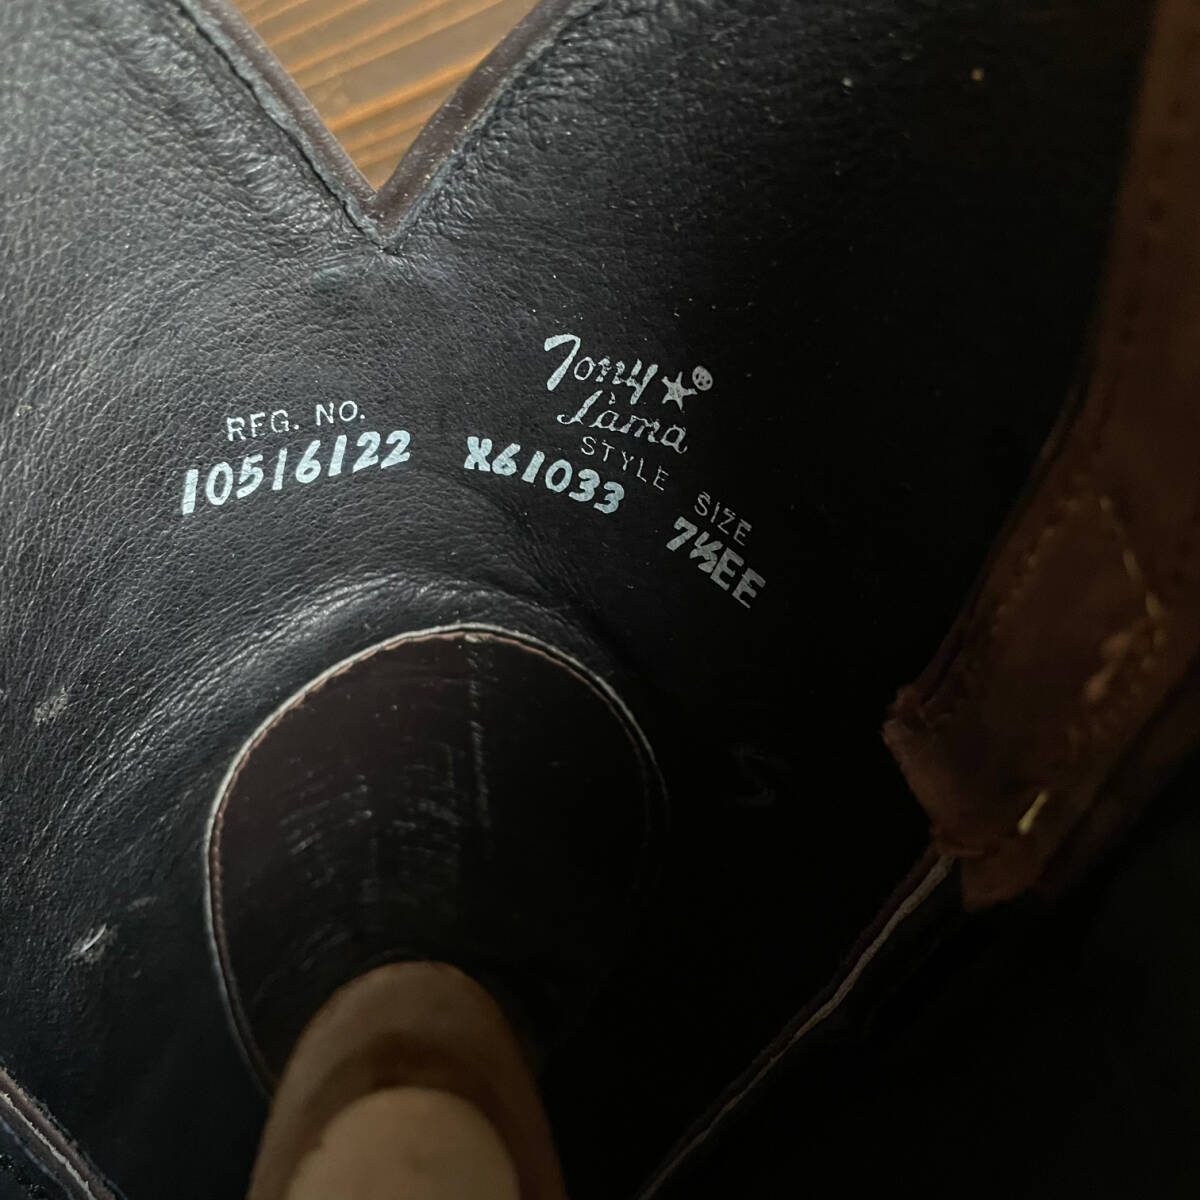 Tony
Lama
REG. NO. STYLE SIZE
10516122 X61033 7½EE